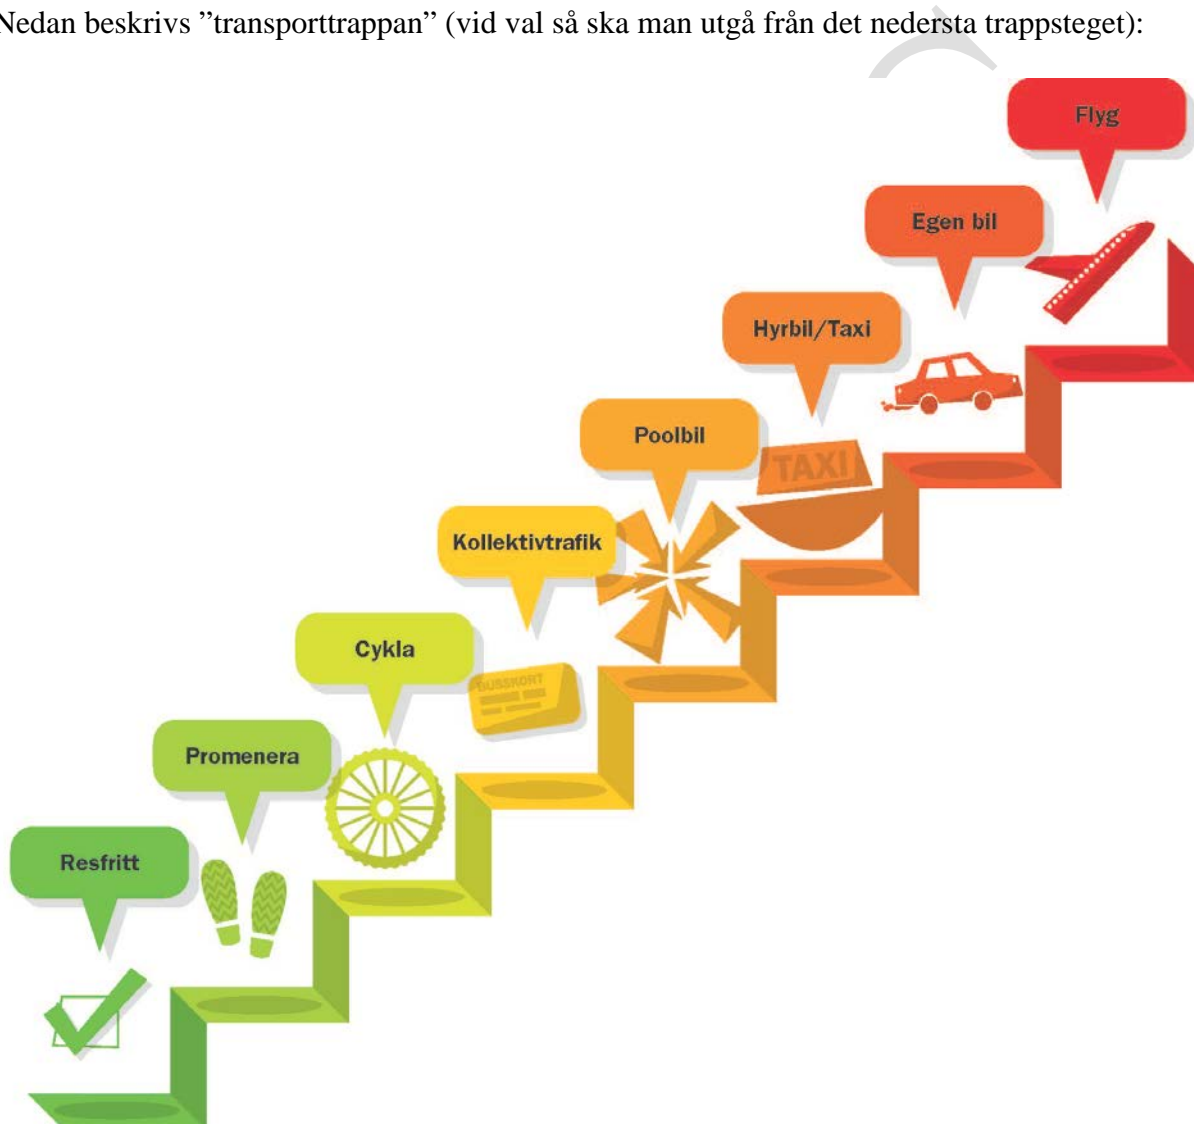 Nedan beskrivs ”transporttrappan” (vid val så ska man utgå från det nedersta trappsteget):
Flyg
Egen bil
Hyrbil/Taxi
TAXI
Poolbil
Kollektivtrafik
BUSSKORT
Cykla
Promenera
Resfritt